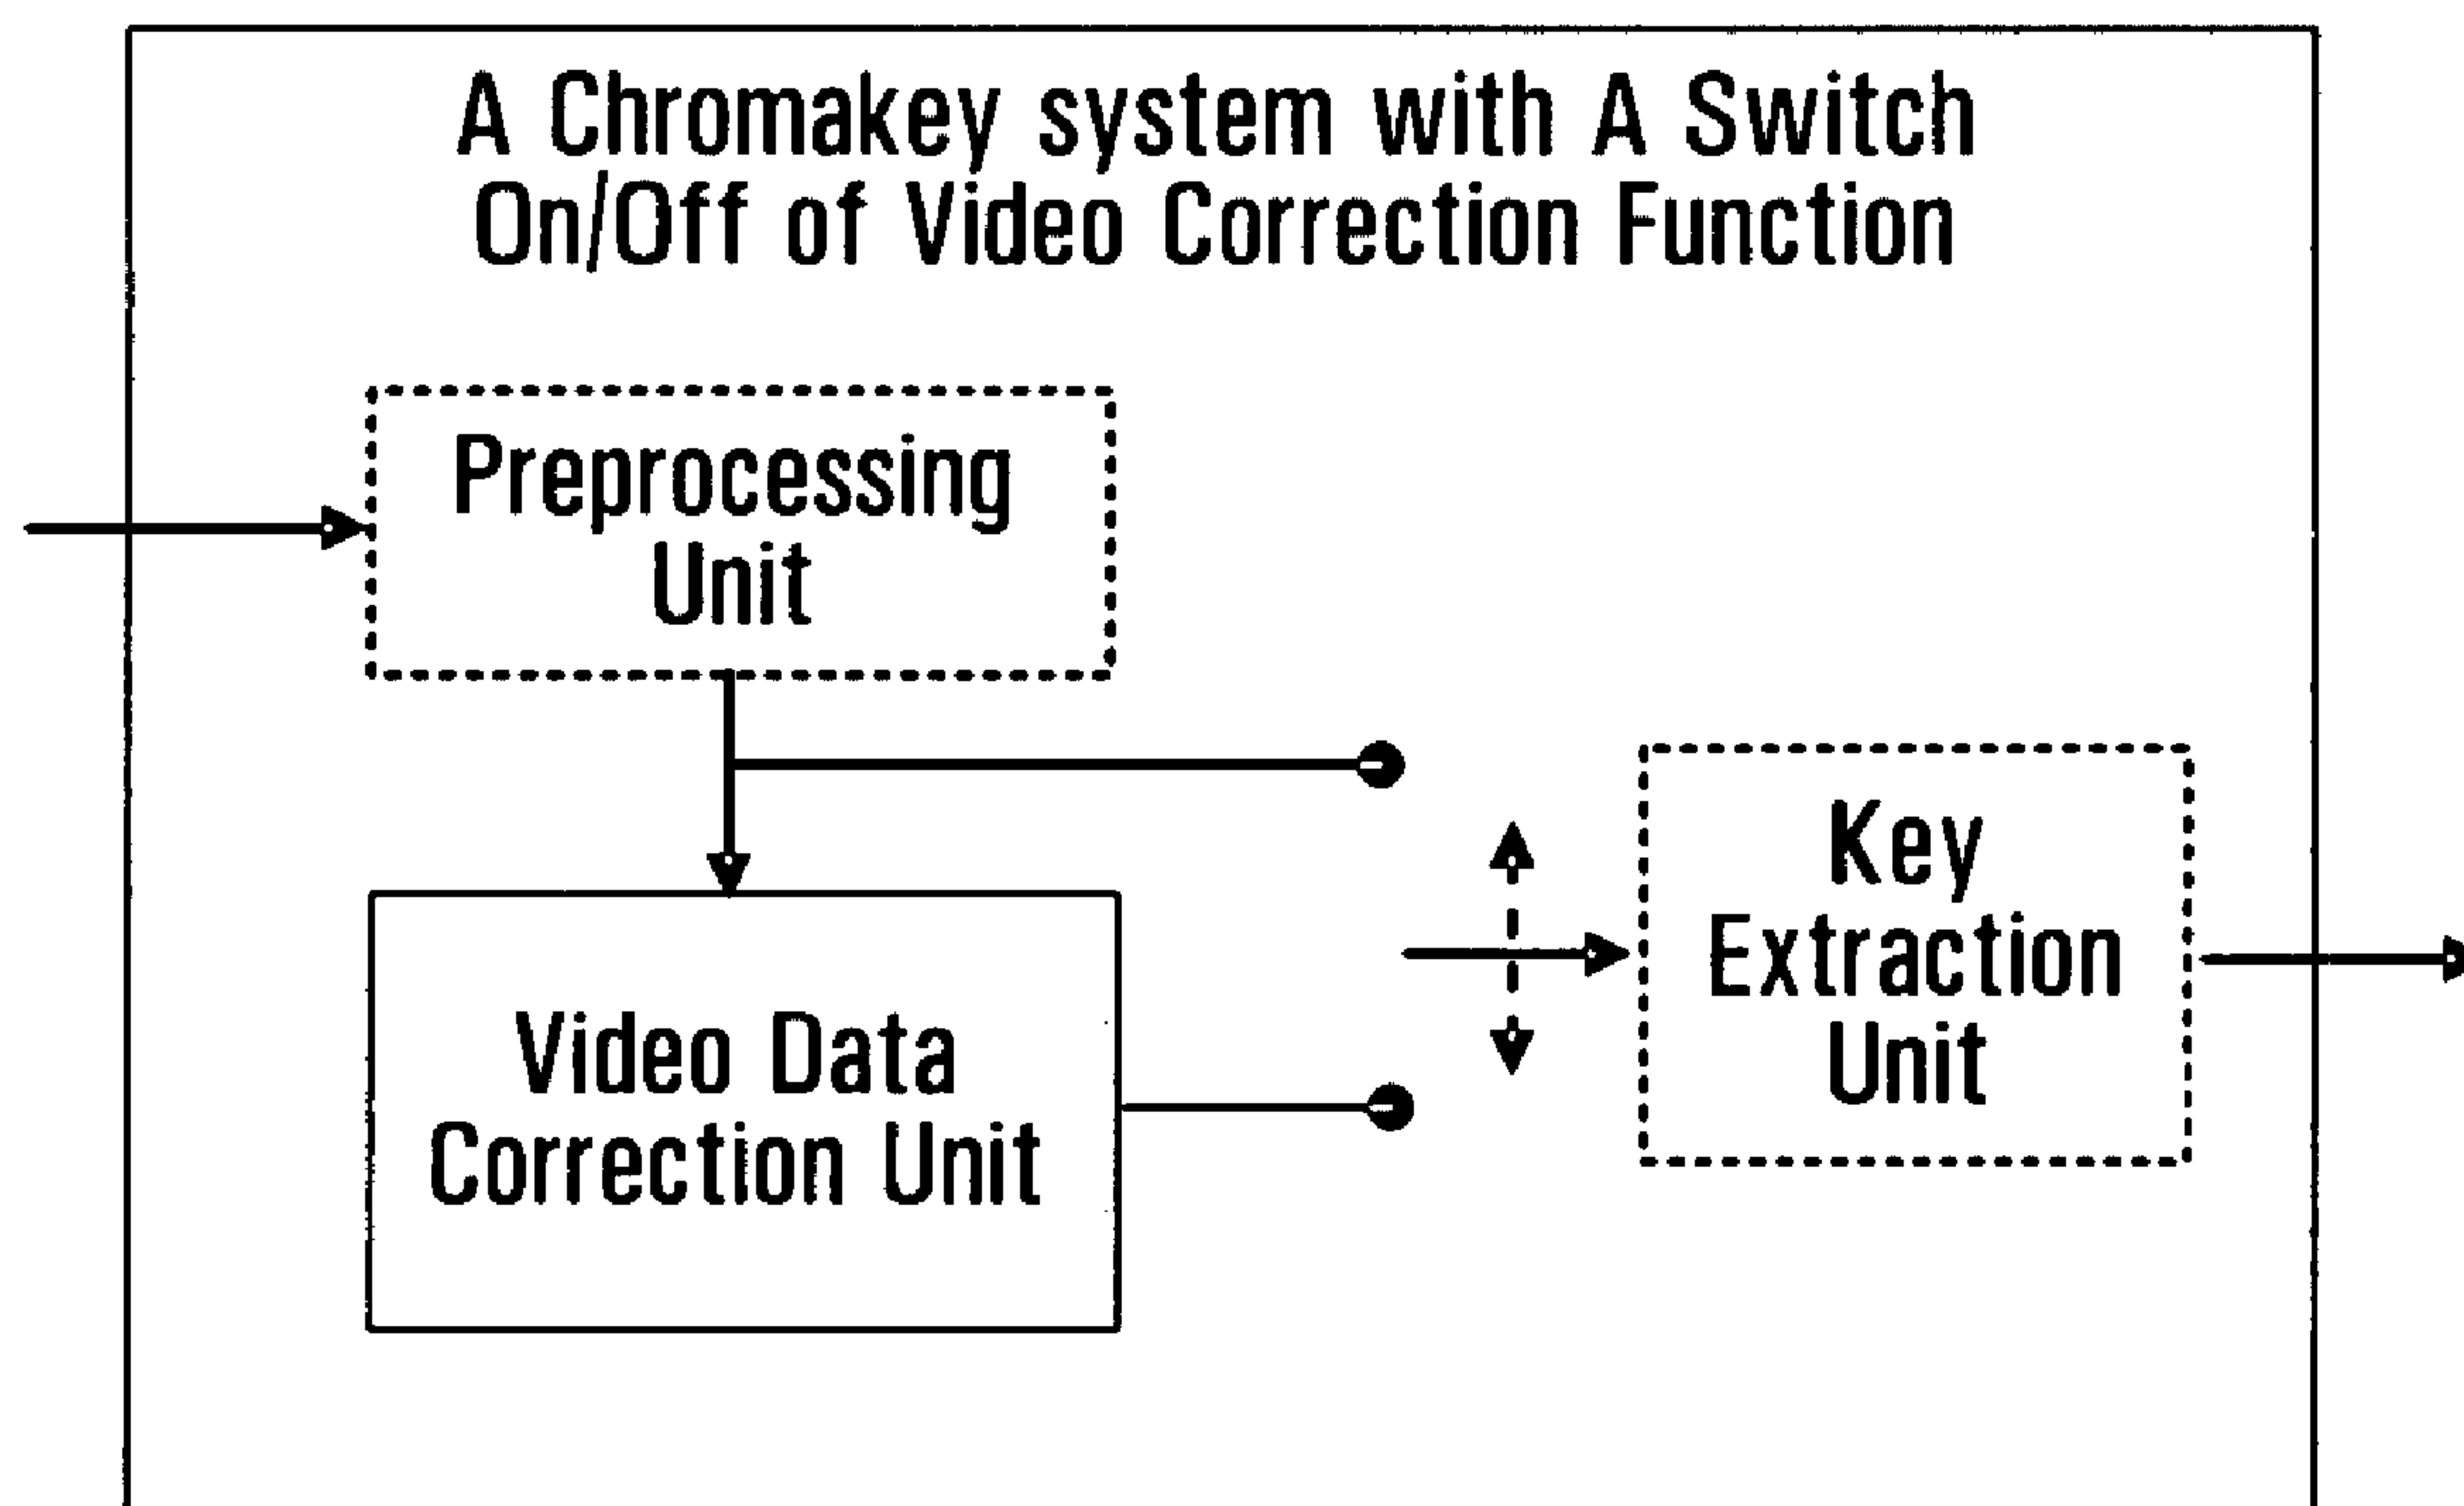 A Chromakey system with A Switch
On/Off of Video Correction Function
Preprocessing
Unit
Key
Extraction
Unit
Video Data
Correction Unit